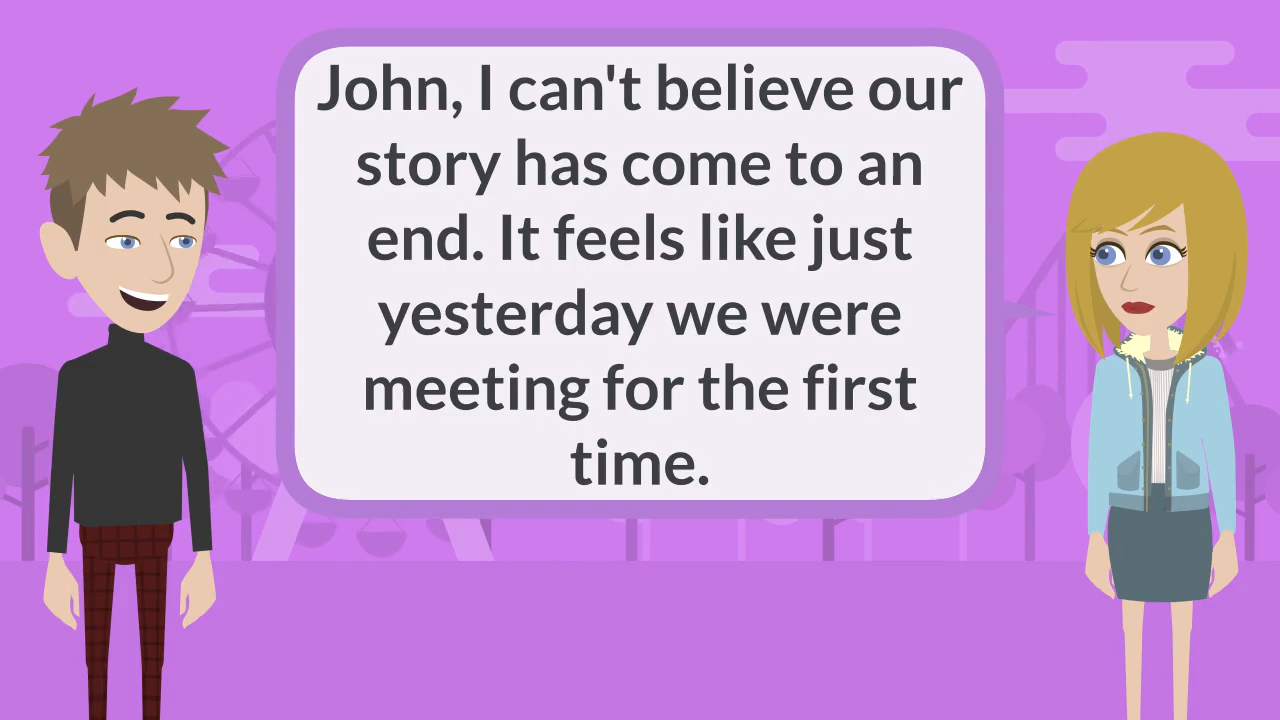 John, I can't believe our
story has come to an
end. It feels like just
yesterday we were
meeting for the first
time.